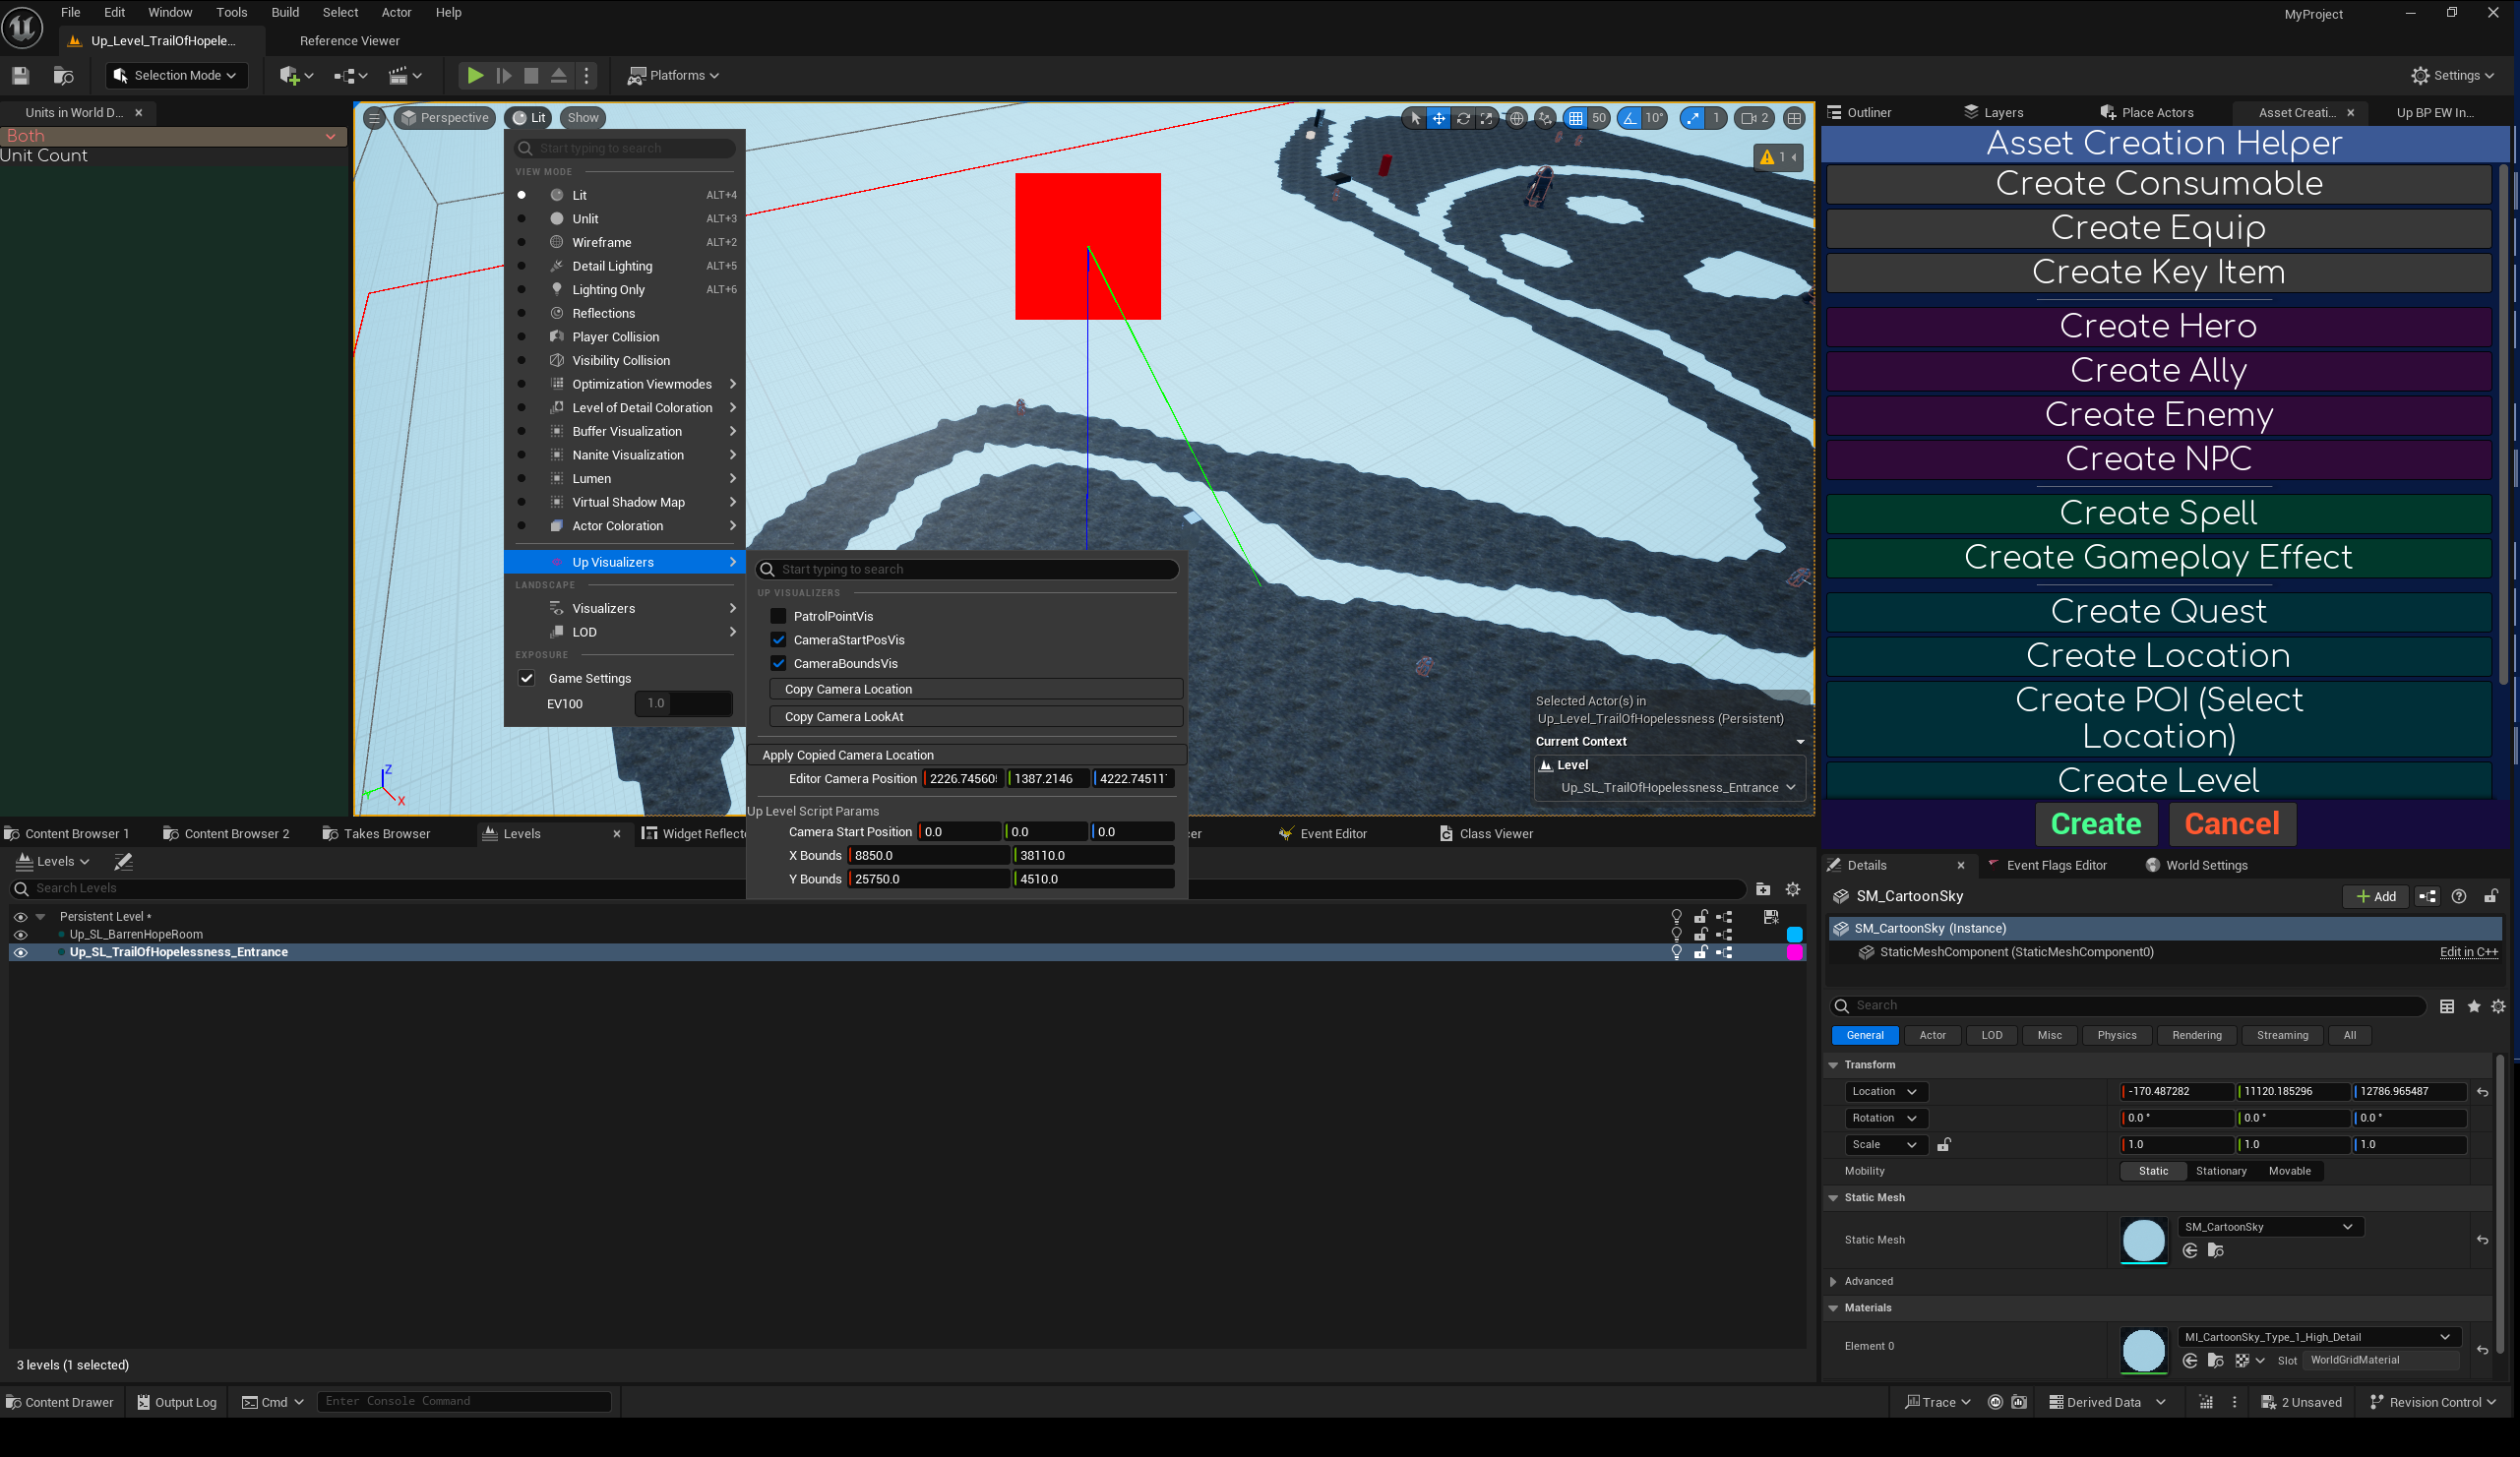 File Edit Window Tools Build Select Actor Help
MyProject
Up_Level_TrailOfHopele...
Reference Viewer
Selection Mode
Platforms
Settings
Units in World D...
Both
Unit Count
Perspective
Lit
Show
50
10°
1
2
1
Start typing to search
VIEW MODE
Lit ALT+4
Unlit ALT+3
Wireframe ALT+2
Detail Lighting ALT+5
Lighting Only ALT+6
Reflections
Player Collision
Visibility Collision
Optimization Viewmodes
Level of Detail Coloration
Buffer Visualization
Nanite Visualization
Lumen
Virtual Shadow Map
Actor Coloration
Up Visualizers
LANDSCAPE
Visualizers
LOD
EXPOSURE
Game Settings
EV100 1.0
Start typing to search
UP VISUALIZERS
PatrolPointVis
CameraStartPosVis
CameraBoundsVis
Copy Camera Location
Copy Camera LookAt
Apply Copied Camera Location
Editor Camera Position 2226.74560 1387.2146 4222.74511
Up Level Script Params
Camera Start Position 0.0 0.0 0.0
X Bounds 8850.0 38110.0
Y Bounds 25750.0 4510.0
Selected Actor(s) in
Up_Level_TrailOfHopelessness (Persistent)
Current Context
Level
Up_SL_TrailOfHopelessness_Entrance
X
Z
Outliner
Layers
Place Actors
Asset Creati...
Up BP EW In...
Asset Creation Helper
Create Consumable
Create Equip
Create Key Item
Create Hero
Create Ally
Create Enemy
Create NPC
Create Spell
Create Gameplay Effect
Create Quest
Create Location
Create POI (Select
Location)
Create Level
Create
Cancel
Content Browser 1
Content Browser 2
Takes Browser
Levels
Widget Reflecto
cer
Event Editor
Class Viewer
Levels
Search Levels
Persistent Level *
Up_SL_BarrenHopeRoom
Up_SL_TrailOfHopelessness_Entrance
3 levels (1 selected)
Details
Event Flags Editor
World Settings
SM_CartoonSky
Add
SM_CartoonSky (Instance)
StaticMeshComponent (StaticMeshComponent0)
Edit in C++
Search
General Actor LOD Misc Physics Rendering Streaming All
Transform
Location -170.487282 11120.185296 12786.965487
Rotation 0.0 ° 0.0 ° 0.0 °
Scale 1.0 1.0 1.0
Mobility Static Stationary Movable
Static Mesh
Static Mesh SM_CartoonSky
Advanced
Materials
Element 0 MI_CartoonSky_Type_1_High_Detail
Slot WorldGridMaterial
Content Drawer
Output Log
Cmd
Enter Console Command
Trace
Derived Data
2 Unsaved
Revision Control